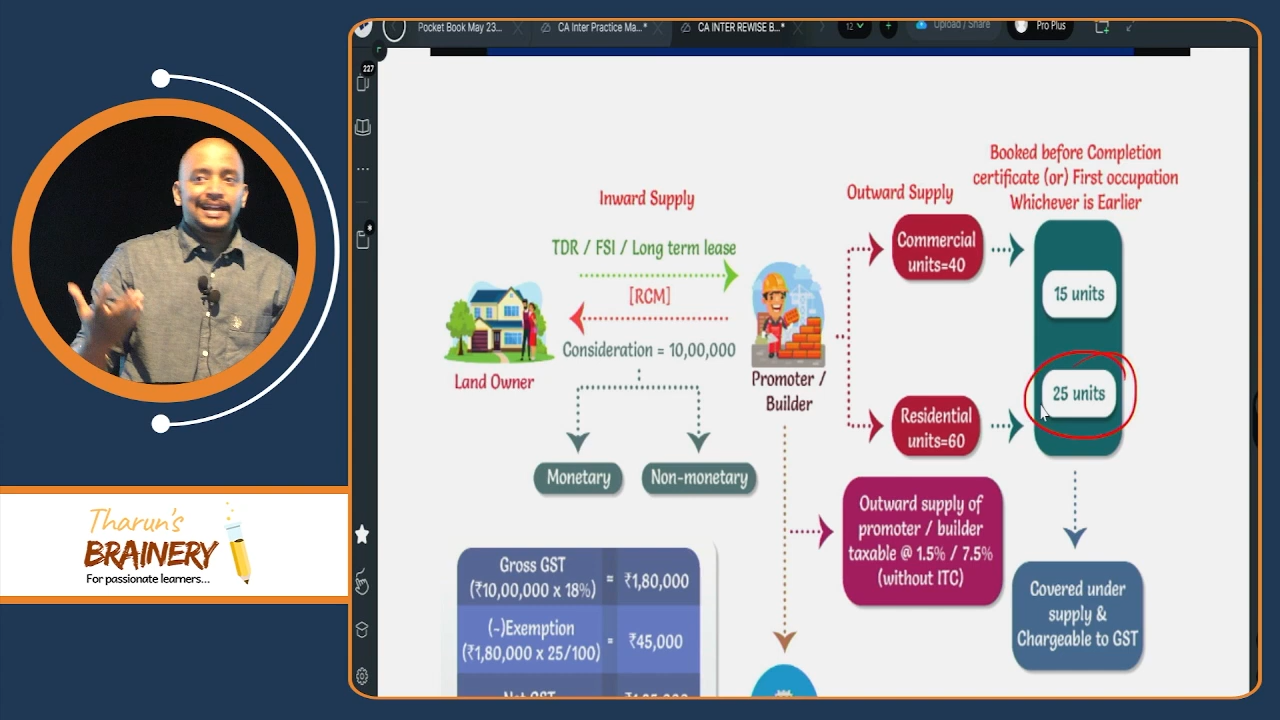 Pocket Book May 23...
CA Inter Practice Ma...*
CA INTER REWISE B...*
12
Upload / Share
Pro Plus
227
Booked before Completion
certificate (or) First occupation
Whichever is Earlier
Inward Supply
Outward Supply
TDR / FSI / Long term lease
[RCM]
Consideration = 10,00,000
Land Owner
Promoter /
Builder
Monetary
Non-monetary
Commercial
units=40
15 units
25 units
Residential
units=60
Outward supply of
promoter / builder
taxable @ 1.5% / 7.5%
(without ITC)
Covered under
supply &
Chargeable to GST
Gross GST
(₹10,00,000 x 18%)
=
₹1,80,000
(-)Exemption
(₹1,80,000 x 25/100)
=
₹45,000
Net GST
Tharun's
BRAINERY
For passionate learners...